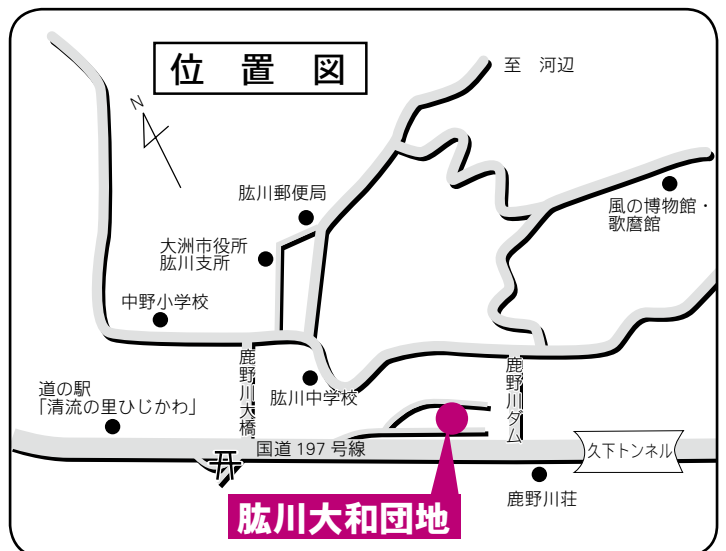 位 置 図
至 河辺
N
肱川郵便局
風の博物館・
歌麿館
大洲市役所
肱川支所
中野小学校
鹿野川大橋
鹿野川ダム
道の駅
「清流の里ひじかわ」
肱川中学校
国道 197 号線
久下トンネル
鹿野川荘
肱川大和団地